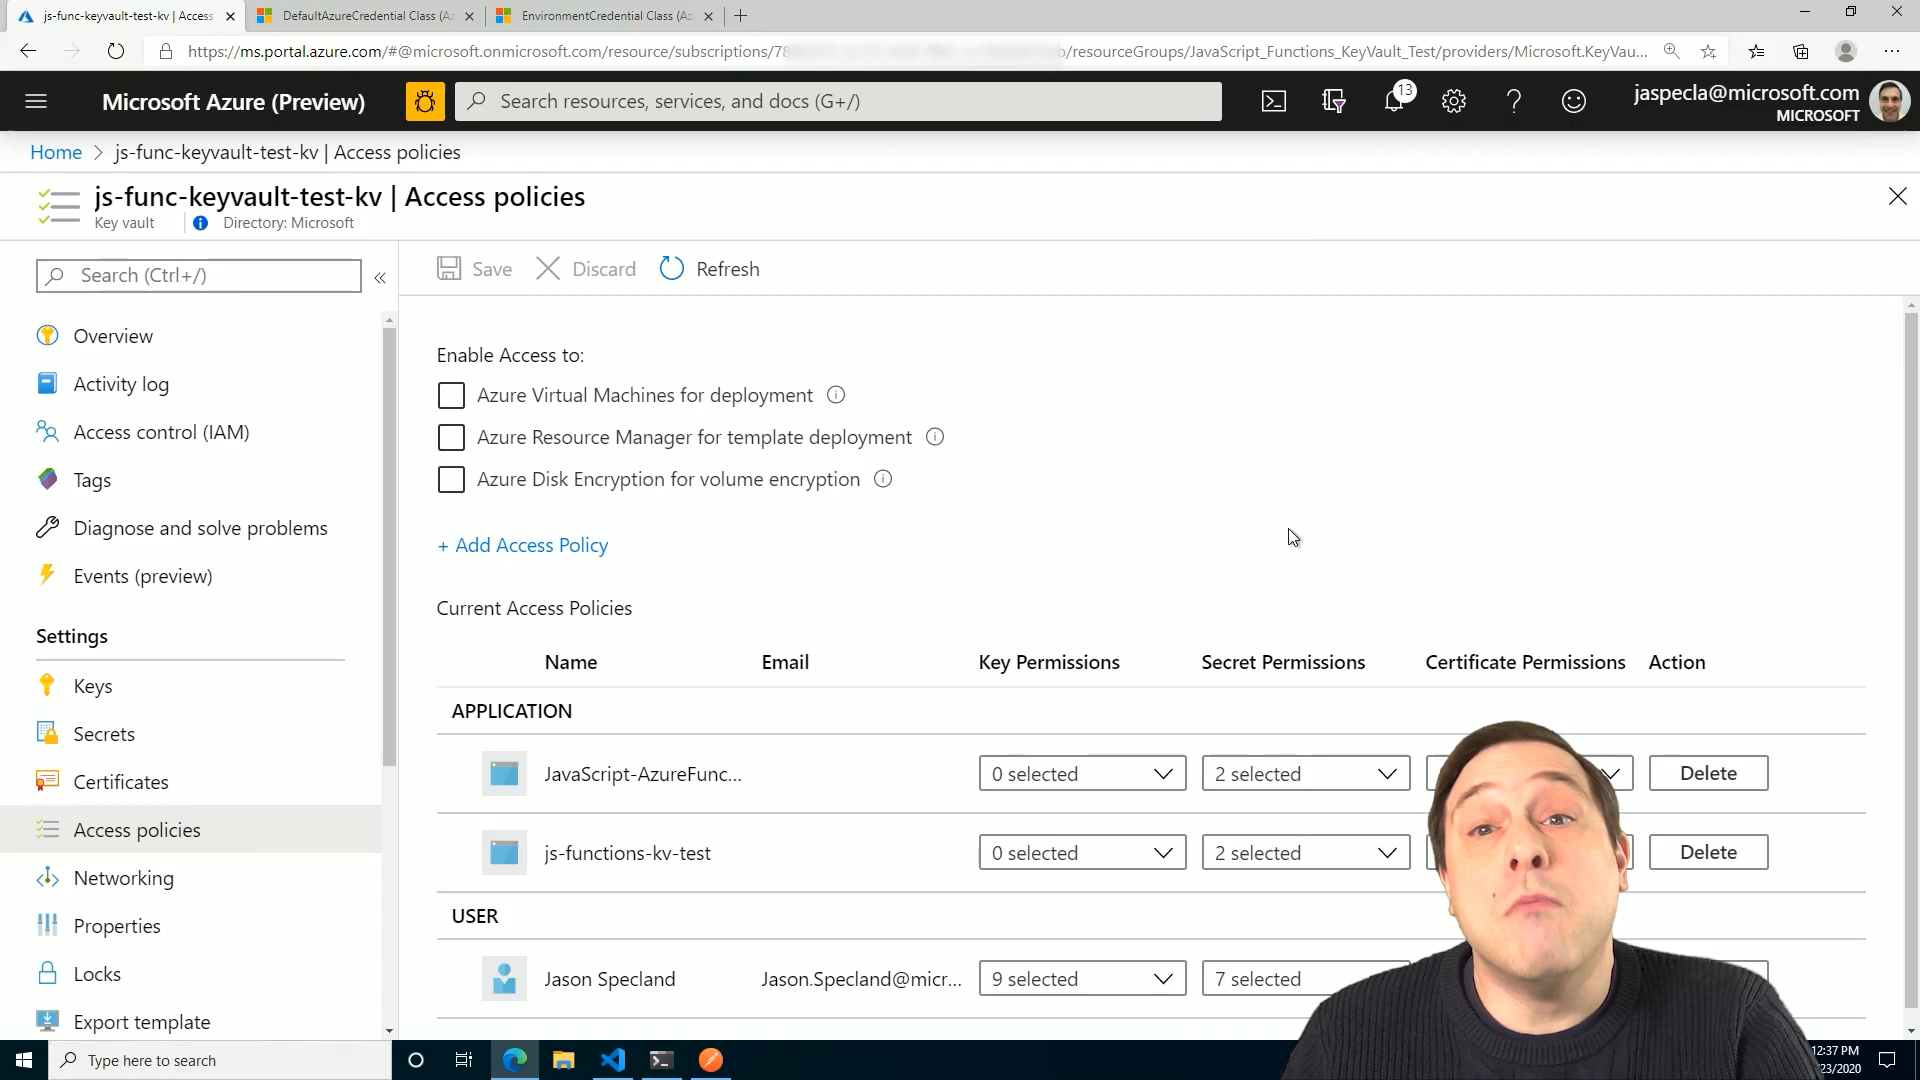 js-func-keyvault-test-kv | Access
DefaultAzureCredential Class (A
EnvironmentCredential Class (Az
https://ms.portal.azure.com/#@microsoft.onmicrosoft.com/resource/subscriptions/78
b/resourceGroups/JavaScript_Functions_KeyVault_Test/providers/Microsoft.KeyVau...
Microsoft Azure (Preview)
Search resources, services, and docs (G+/)
13
jaspecla@microsoft.com
MICROSOFT
Home > js-func-keyvault-test-kv | Access policies
js-func-keyvault-test-kv | Access policies
Key vault
Directory: Microsoft
Search (Ctrl+/)
«
Save
Discard
Refresh
Overview
Activity log
Access control (IAM)
Tags
Diagnose and solve problems
Events (preview)
Settings
Keys
Secrets
Certificates
Access policies
Networking
Properties
Locks
Export template
Enable Access to:
Azure Virtual Machines for deployment
Azure Resource Manager for template deployment
Azure Disk Encryption for volume encryption
+ Add Access Policy
Current Access Policies
Name Email Key Permissions Secret Permissions Certificate Permissions Action
APPLICATION
JavaScript-AzureFunc... 0 selected 2 selected Delete
js-functions-kv-test 0 selected 2 selected Delete
USER
Jason Specland Jason.Specland@micr... 9 selected 7 selected
Type here to search
12:37 PM
/23/2020